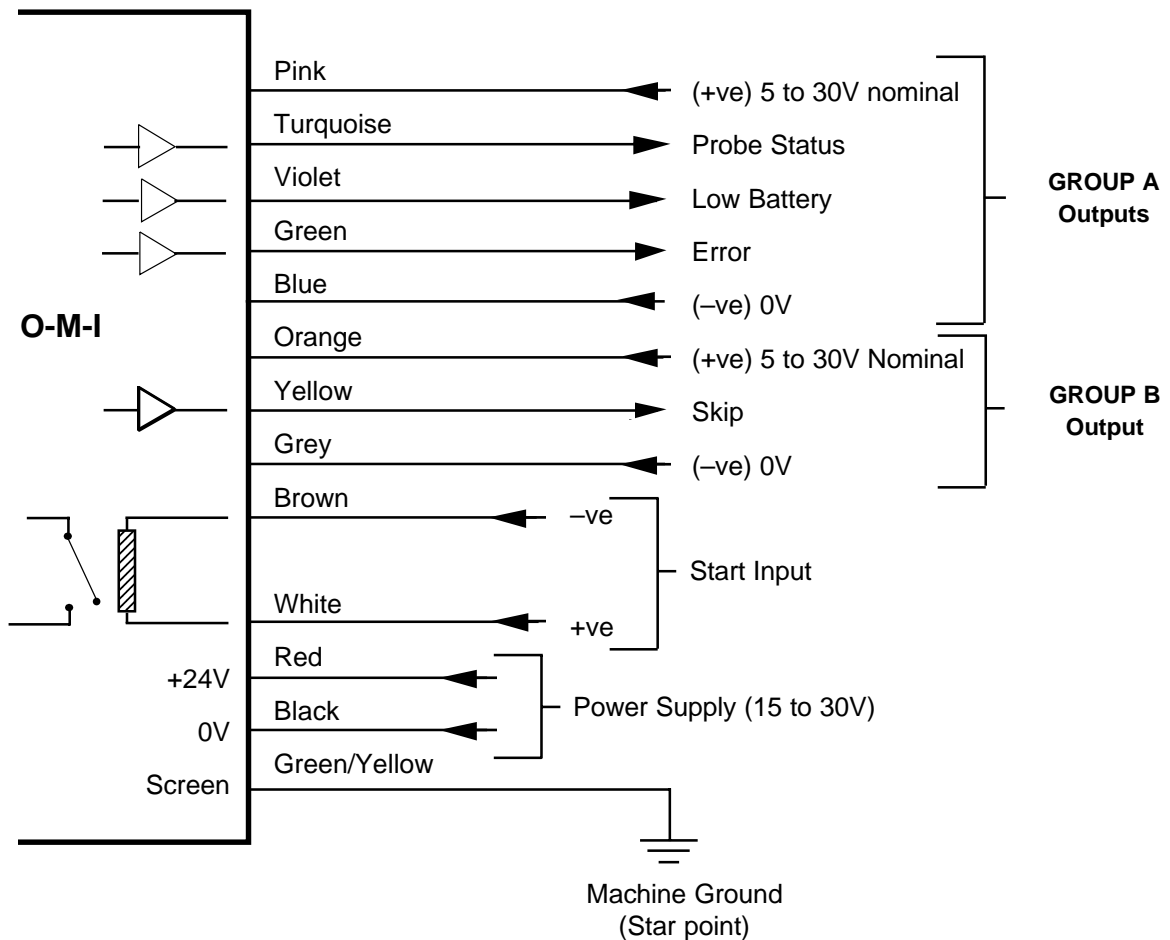 Pink
(+ve) 5 to 30V nominal
Turquoise
Probe Status
Violet
Low Battery
GROUP A
Outputs
Green
Error
Blue
(–ve) 0V
O-M-I
Orange
(+ve) 5 to 30V Nominal
Yellow
Skip
GROUP B
Output
Grey
(–ve) 0V
Brown
–ve
Start Input
White
+ve
Red
+24V
Power Supply (15 to 30V)
Black
0V
Green/Yellow
Screen
Machine Ground
(Star point)